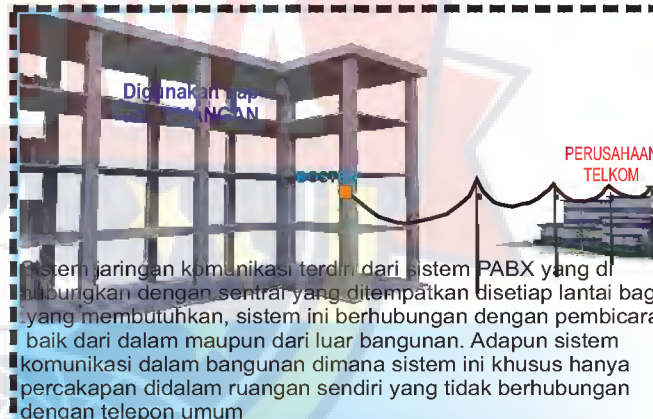 Digunakan
BOSTER
PERUSAHAAN
TELKOM
Sistem jaringan komunikasi terdiri dari sistem PABX yang di
hubungkan dengan sentral yang ditempatkan disetiap lantai bag
yang membutuhkan, sistem ini berhubungan dengan pembicara
baik dari dalam maupun dari luar bangunan. Adapun sistem
komunikasi dalam bangunan dimana sistem ini khusus hanya
percakapan didalam ruangan sendiri yang tidak berhubungan
dengan telepon umum